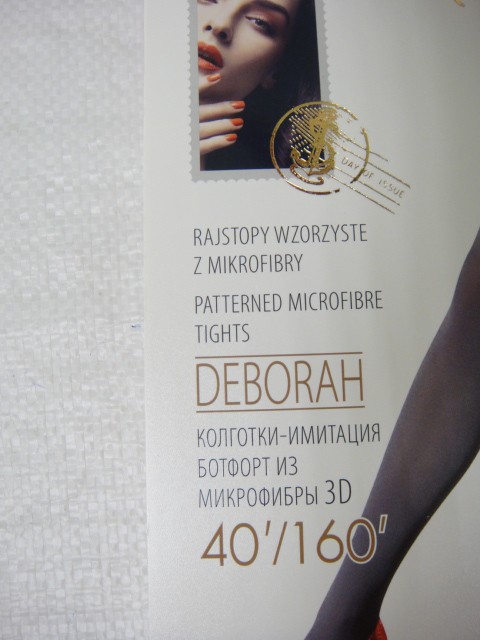 DAY OF ISSUE
RAJSTOPY WZORZYSTE
Z MIKROFIBRY
PATTERNED MICROFIBRE
TIGHTS
DEBORAH
КОЛГОТКИ-ИМИТАЦИЯ
БОТФОРТ ИЗ
МИКРОФИБРЫ 3D
40'/160'